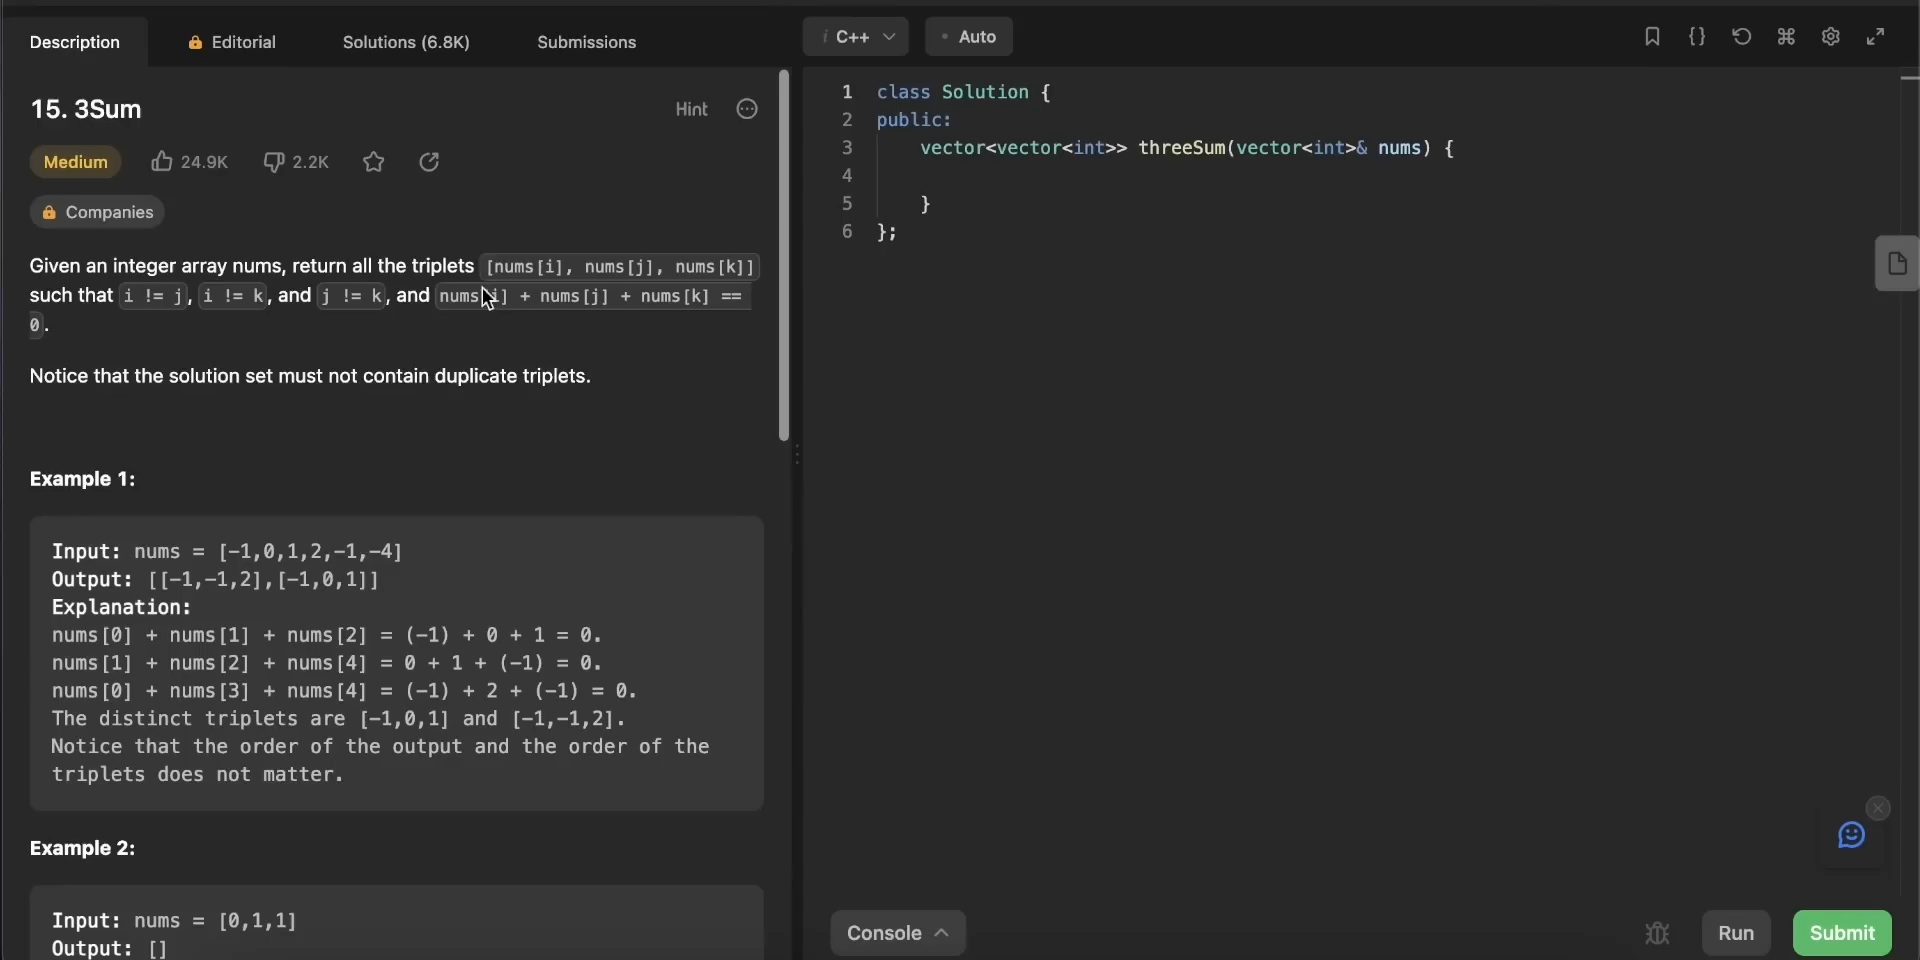 Description
Editorial
Solutions (6.8K)
Submissions
15. 3Sum
Hint
Medium
24.9K
2.2K
Companies
Given an integer array nums, return all the triplets [nums[i], nums[j], nums[k]]
such that i != j, i != k, and j != k, and nums[i] + nums[j] + nums[k] ==
0.
Notice that the solution set must not contain duplicate triplets.
Example 1:
Input: nums = [-1,0,1,2,-1,-4]
Output: [[-1,-1,2],[-1,0,1]]
Explanation:
nums[0] + nums[1] + nums[2] = (-1) + 0 + 1 = 0.
nums[1] + nums[2] + nums[4] = 0 + 1 + (-1) = 0.
nums[0] + nums[3] + nums[4] = (-1) + 2 + (-1) = 0.
The distinct triplets are [-1,0,1] and [-1,-1,2].
Notice that the order of the output and the order of the
triplets does not matter.
Example 2:
Input: nums = [0,1,1]
Output: []
i C++
• Auto
1 class Solution {
2 public:
3 vector<vector<int>> threeSum(vector<int>& nums) {
4
5 }
6 };
Console
Run
Submit